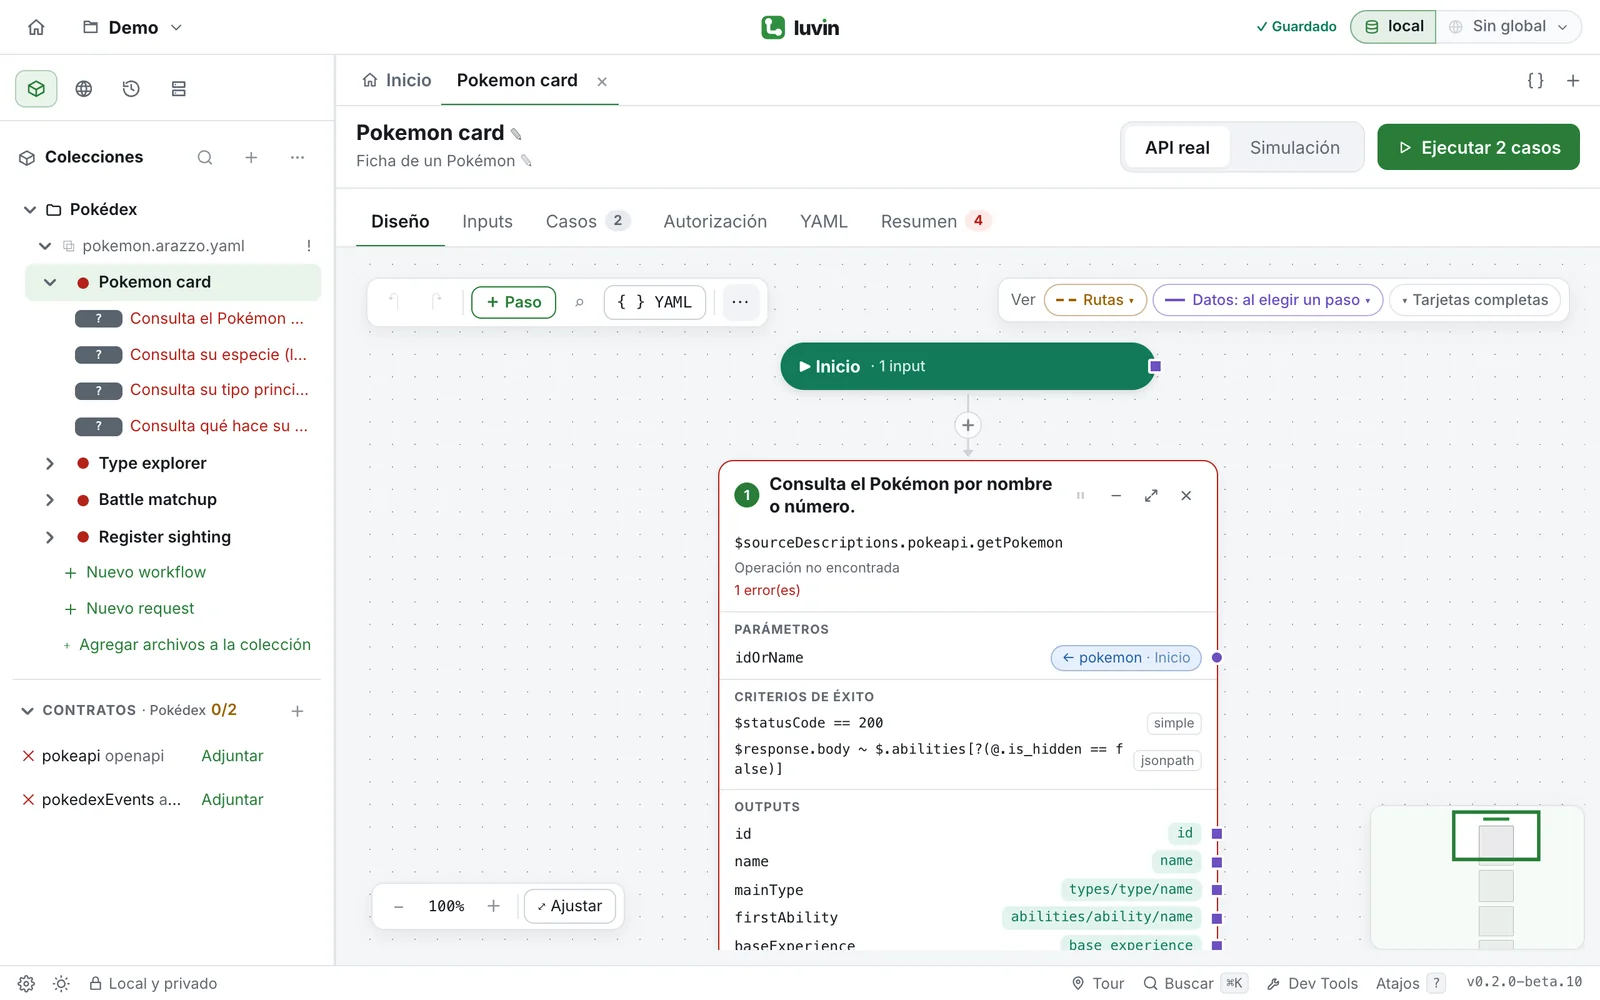 Demo
luvin
Guardado
local
Sin global
Inicio
Pokemon card
Pokemon card
Ficha de un Pokémon
API real
Simulación
Ejecutar 2 casos
Colecciones
Pokédex
pokemon.arazzo.yaml !
Pokemon card
? Consulta el Pokémon ...
? Consulta su especie (l...
? Consulta su tipo princi...
? Consulta qué hace su ...
Type explorer
Battle matchup
Register sighting
+ Nuevo workflow
+ Nuevo request
+ Agregar archivos a la colección
CONTRATOS · Pokédex 0/2
pokeapi openapi Adjuntar
pokedexEvents a... Adjuntar
Diseño
Inputs
Casos 2
Autorización
YAML
Resumen 4
+ Paso
{ } YAML
...
Ver
Rutas
Datos: al elegir un paso
Tarjetas completas
Inicio · 1 input
1 Consulta el Pokémon por nombre
o número.
$sourceDescriptions.pokeapi.getPokemon
Operación no encontrada
1 error(es)
PARÁMETROS
idOrName ← pokemon · Inicio
CRITERIOS DE ÉXITO
$statusCode == 200 simple
$response.body ~ $.abilities[?(@.is_hidden == f
alse)] jsonpath
OUTPUTS
id id
name name
mainType types/type/name
firstAbility abilities/ability/name
baseExperience base_experience
− 100% +
Ajustar
Local y privado
Tour
Buscar ⌘K
Dev Tools
Atajos ?
v0.2.0-beta.10